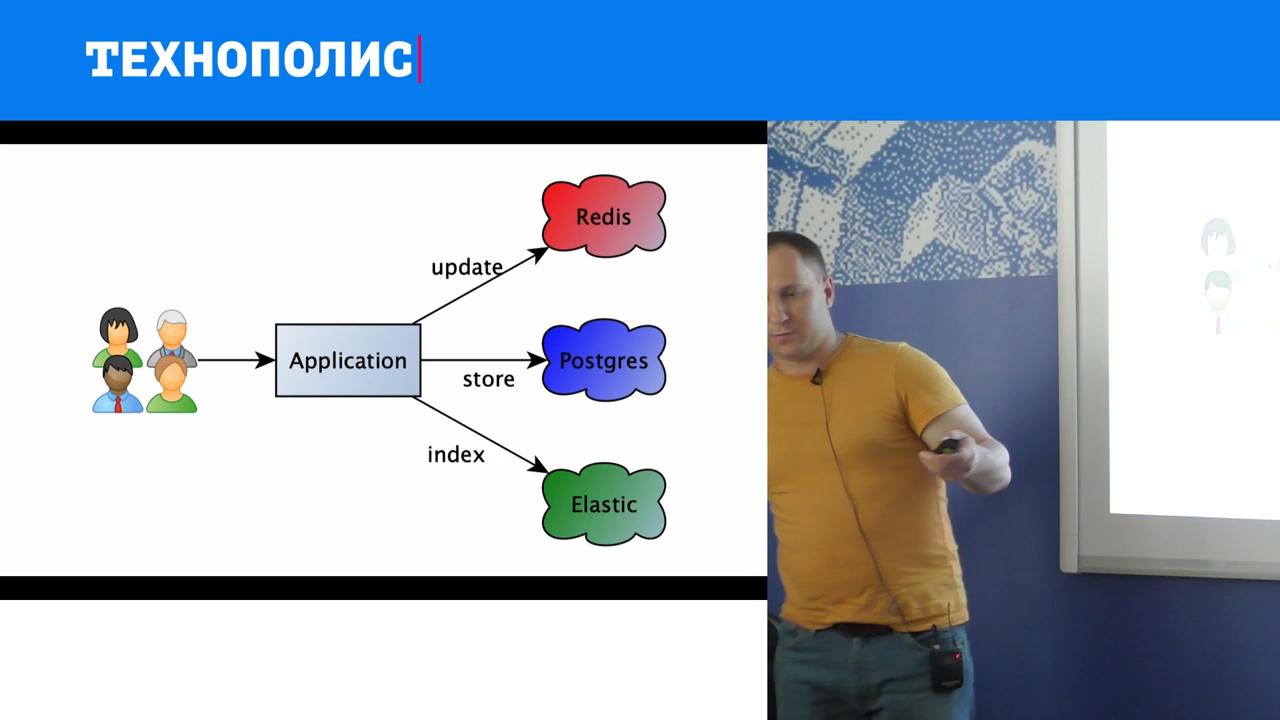 ТЕХНОПОЛИС
Redis
update
Application
Postgres
store
index
Elastic